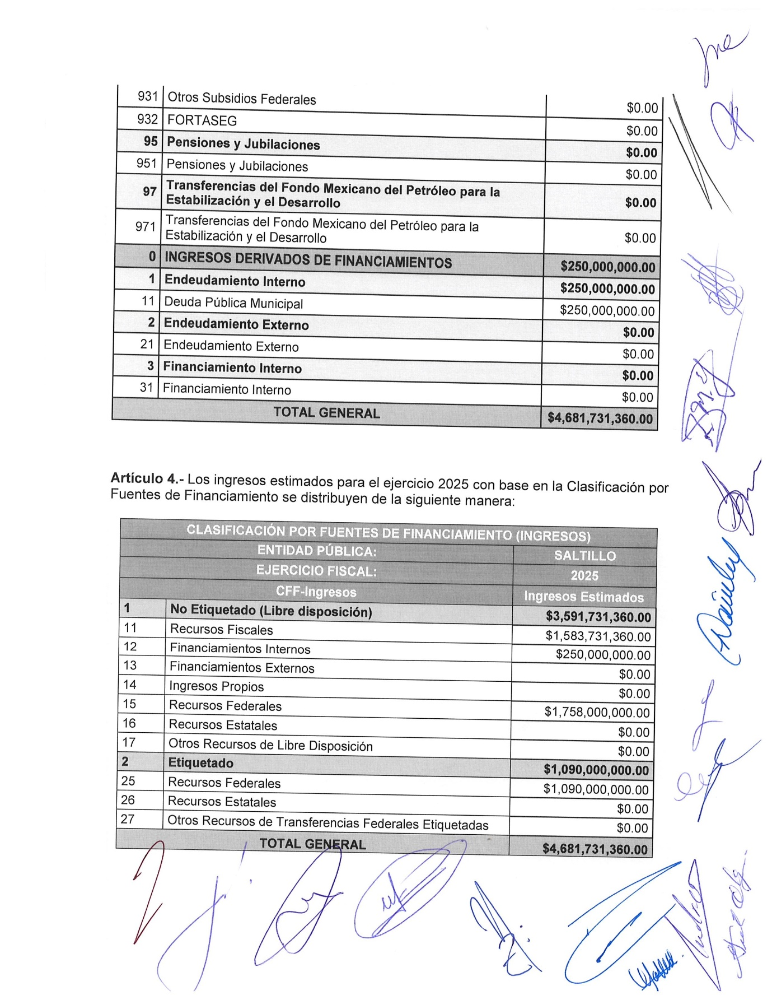 931 Otros Subsidios Federales $0.00
932 FORTASEG $0.00
95 Pensiones y Jubilaciones $0.00
951 Pensiones y Jubilaciones $0.00
97 Transferencias del Fondo Mexicano del Petróleo para la
Estabilización y el Desarrollo $0.00
971 Transferencias del Fondo Mexicano del Petróleo para la
Estabilización y el Desarrollo $0.00
0 INGRESOS DERIVADOS DE FINANCIAMIENTOS $250,000,000.00
1 Endeudamiento Interno $250,000,000.00
11 Deuda Pública Municipal $250,000,000.00
2 Endeudamiento Externo $0.00
21 Endeudamiento Externo $0.00
3 Financiamiento Interno $0.00
31 Financiamiento Interno $0.00
TOTAL GENERAL $4,681,731,360.00
Artículo 4.- Los ingresos estimados para el ejercicio 2025 con base en la Clasificación por
Fuentes de Financiamiento se distribuyen de la siguiente manera:
CLASIFICACIÓN POR FUENTES DE FINANCIAMIENTO (INGRESOS)
ENTIDAD PÚBLICA: SALTILLO
EJERCICIO FISCAL: 2025
CFF-Ingresos Ingresos Estimados
1 No Etiquetado (Libre disposición) $3,591,731,360.00
11 Recursos Fiscales $1,583,731,360.00
12 Financiamientos Internos $250,000,000.00
13 Financiamientos Externos $0.00
14 Ingresos Propios $0.00
15 Recursos Federales $1,758,000,000.00
16 Recursos Estatales $0.00
17 Otros Recursos de Libre Disposición $0.00
2 Etiquetado $1,090,000,000.00
25 Recursos Federales $1,090,000,000.00
26 Recursos Estatales $0.00
27 Otros Recursos de Transferencias Federales Etiquetadas $0.00
TOTAL GENERAL $4,681,731,360.00